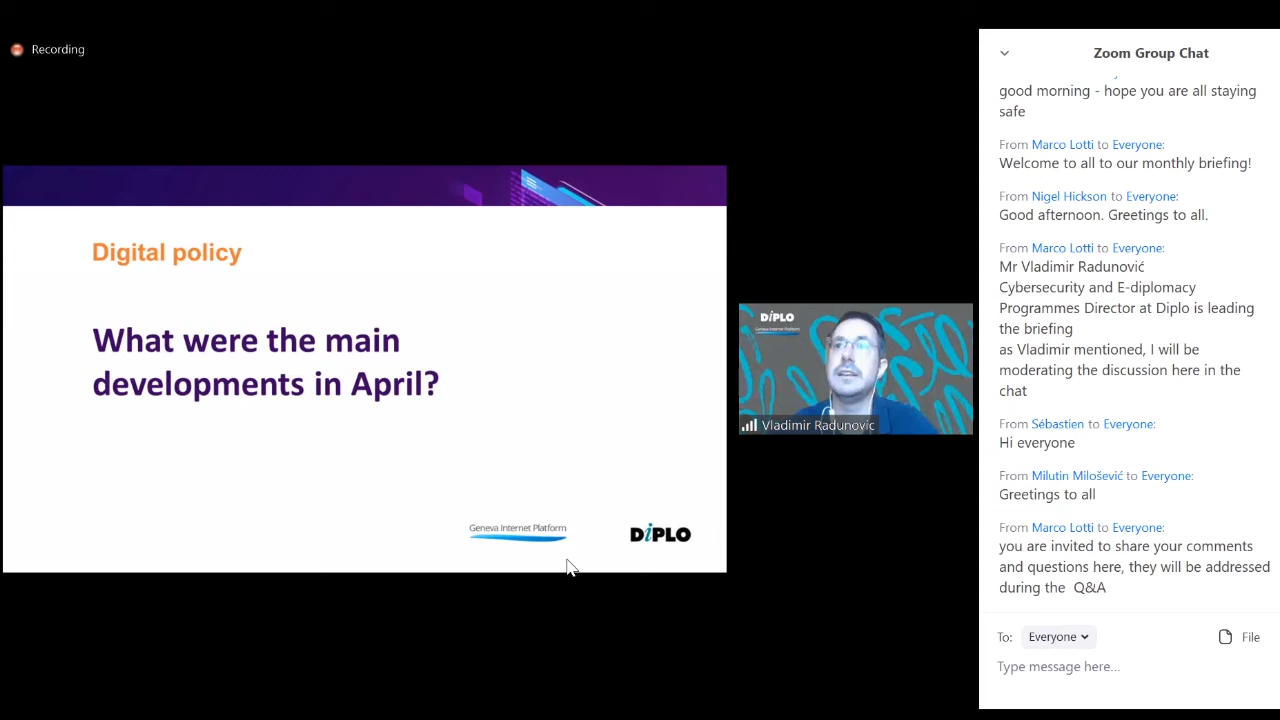 Recording
Digital policy
What were the main
developments in April?
Geneva Internet Platform
DiPLO
DiPLO
Geneva Internet Platform
Vladimir Radunovic
Zoom Group Chat
good morning - hope you are all staying
safe
From Marco Lotti to Everyone:
Welcome to all to our monthly briefing!
From Nigel Hickson to Everyone:
Good afternoon. Greetings to all.
From Marco Lotti to Everyone:
Mr Vladimir Radunović
Cybersecurity and E-diplomacy
Programmes Director at Diplo is leading
the briefing
as Vladimir mentioned, I will be
moderating the discussion here in the
chat
From Sébastien to Everyone:
Hi everyone
From Milutin Milošević to Everyone:
Greetings to all
From Marco Lotti to Everyone:
you are invited to share your comments
and questions here, they will be addressed
during the  Q&A
To: Everyone File
Type message here...